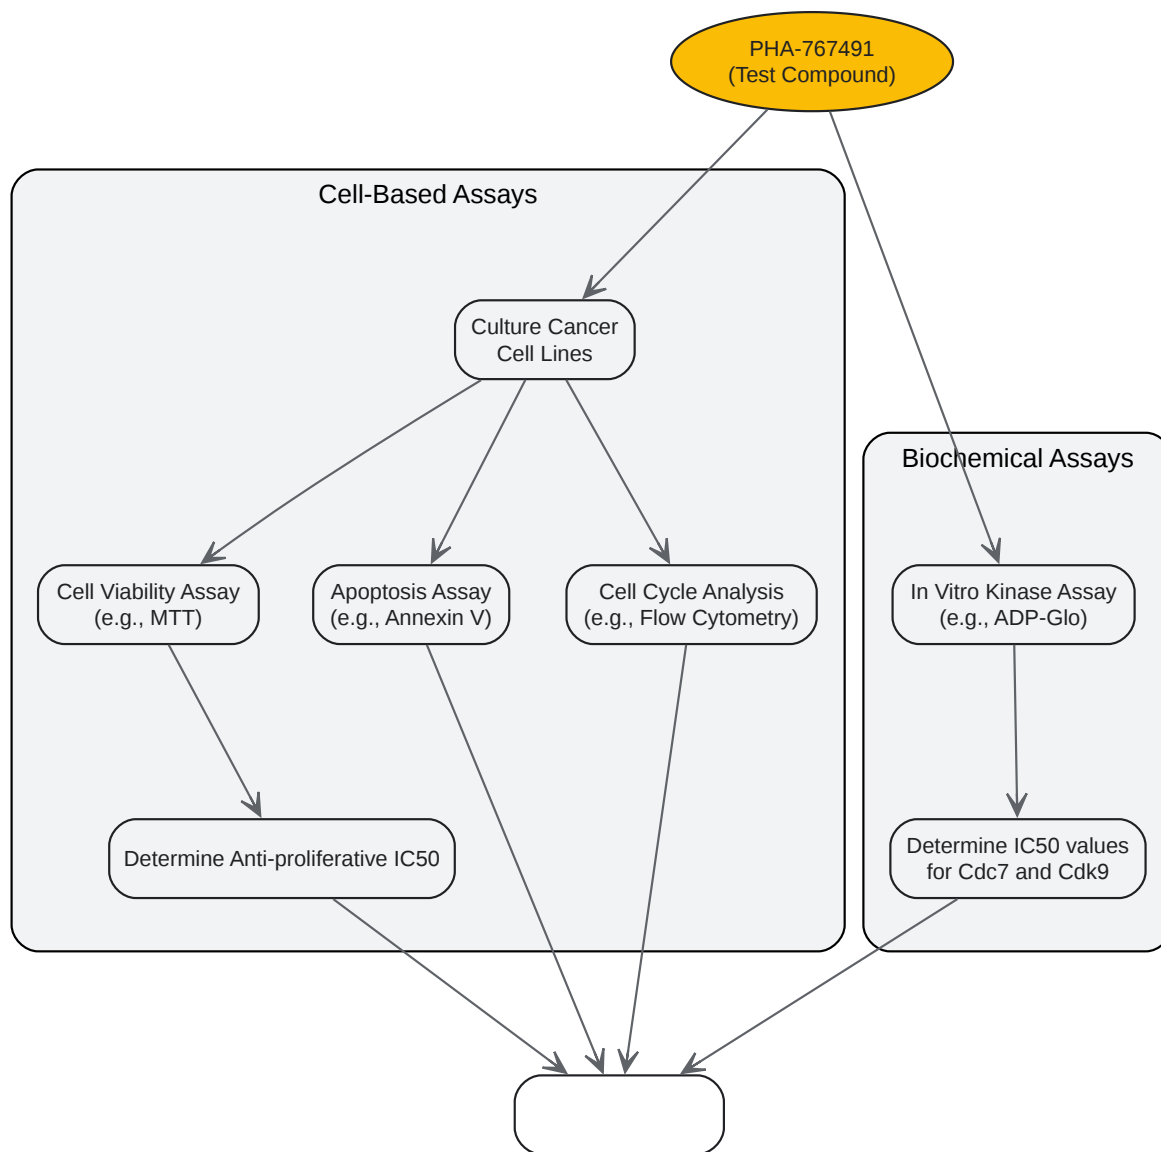 PHA-767491
(Test Compound)
Cell-Based Assays
Culture Cancer
Cell Lines
Biochemical Assays
Cell Viability Assay
(e.g., MTT)
Apoptosis Assay
(e.g., Annexin V)
Cell Cycle Analysis
(e.g., Flow Cytometry)
In Vitro Kinase Assay
(e.g., ADP-Glo)
Determine Anti-proliferative IC50
Determine IC50 values
for Cdc7 and Cdk9